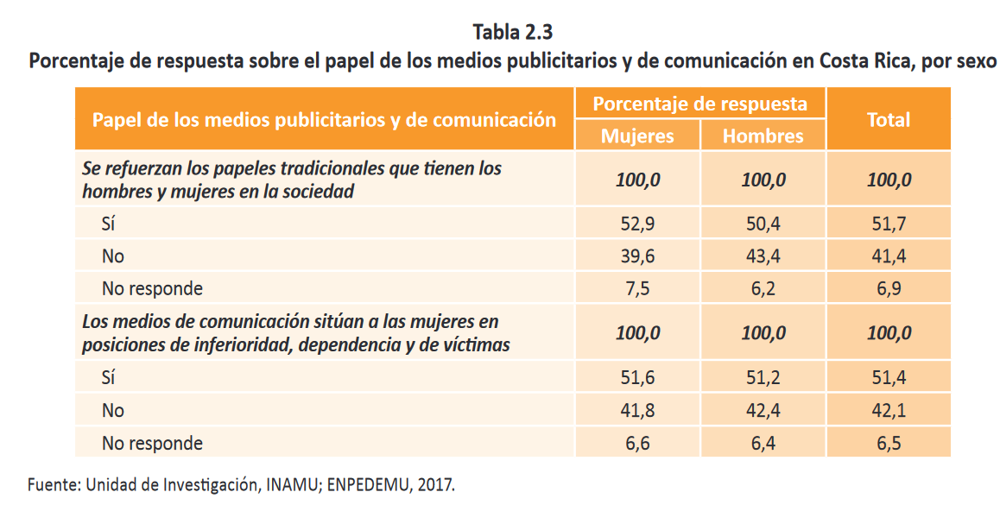 Tabla 2.3
Porcentaje de respuesta sobre el papel de los medios publicitarios y de comunicación en Costa Rica, por sexo
Papel de los medios publicitarios y de comunicación Porcentaje de respuesta Total
Mujeres Hombres
Se refuerzan los papeles tradicionales que tienen los
hombres y mujeres en la sociedad 100,0 100,0 100,0
Sí 52,9 50,4 51,7
No 39,6 43,4 41,4
No responde 7,5 6,2 6,9
Los medios de comunicación sitúan a las mujeres en
posiciones de inferioridad, dependencia y de víctimas 100,0 100,0 100,0
Sí 51,6 51,2 51,4
No 41,8 42,4 42,1
No responde 6,6 6,4 6,5
Fuente: Unidad de Investigación, INAMU; ENPEDEMU, 2017.